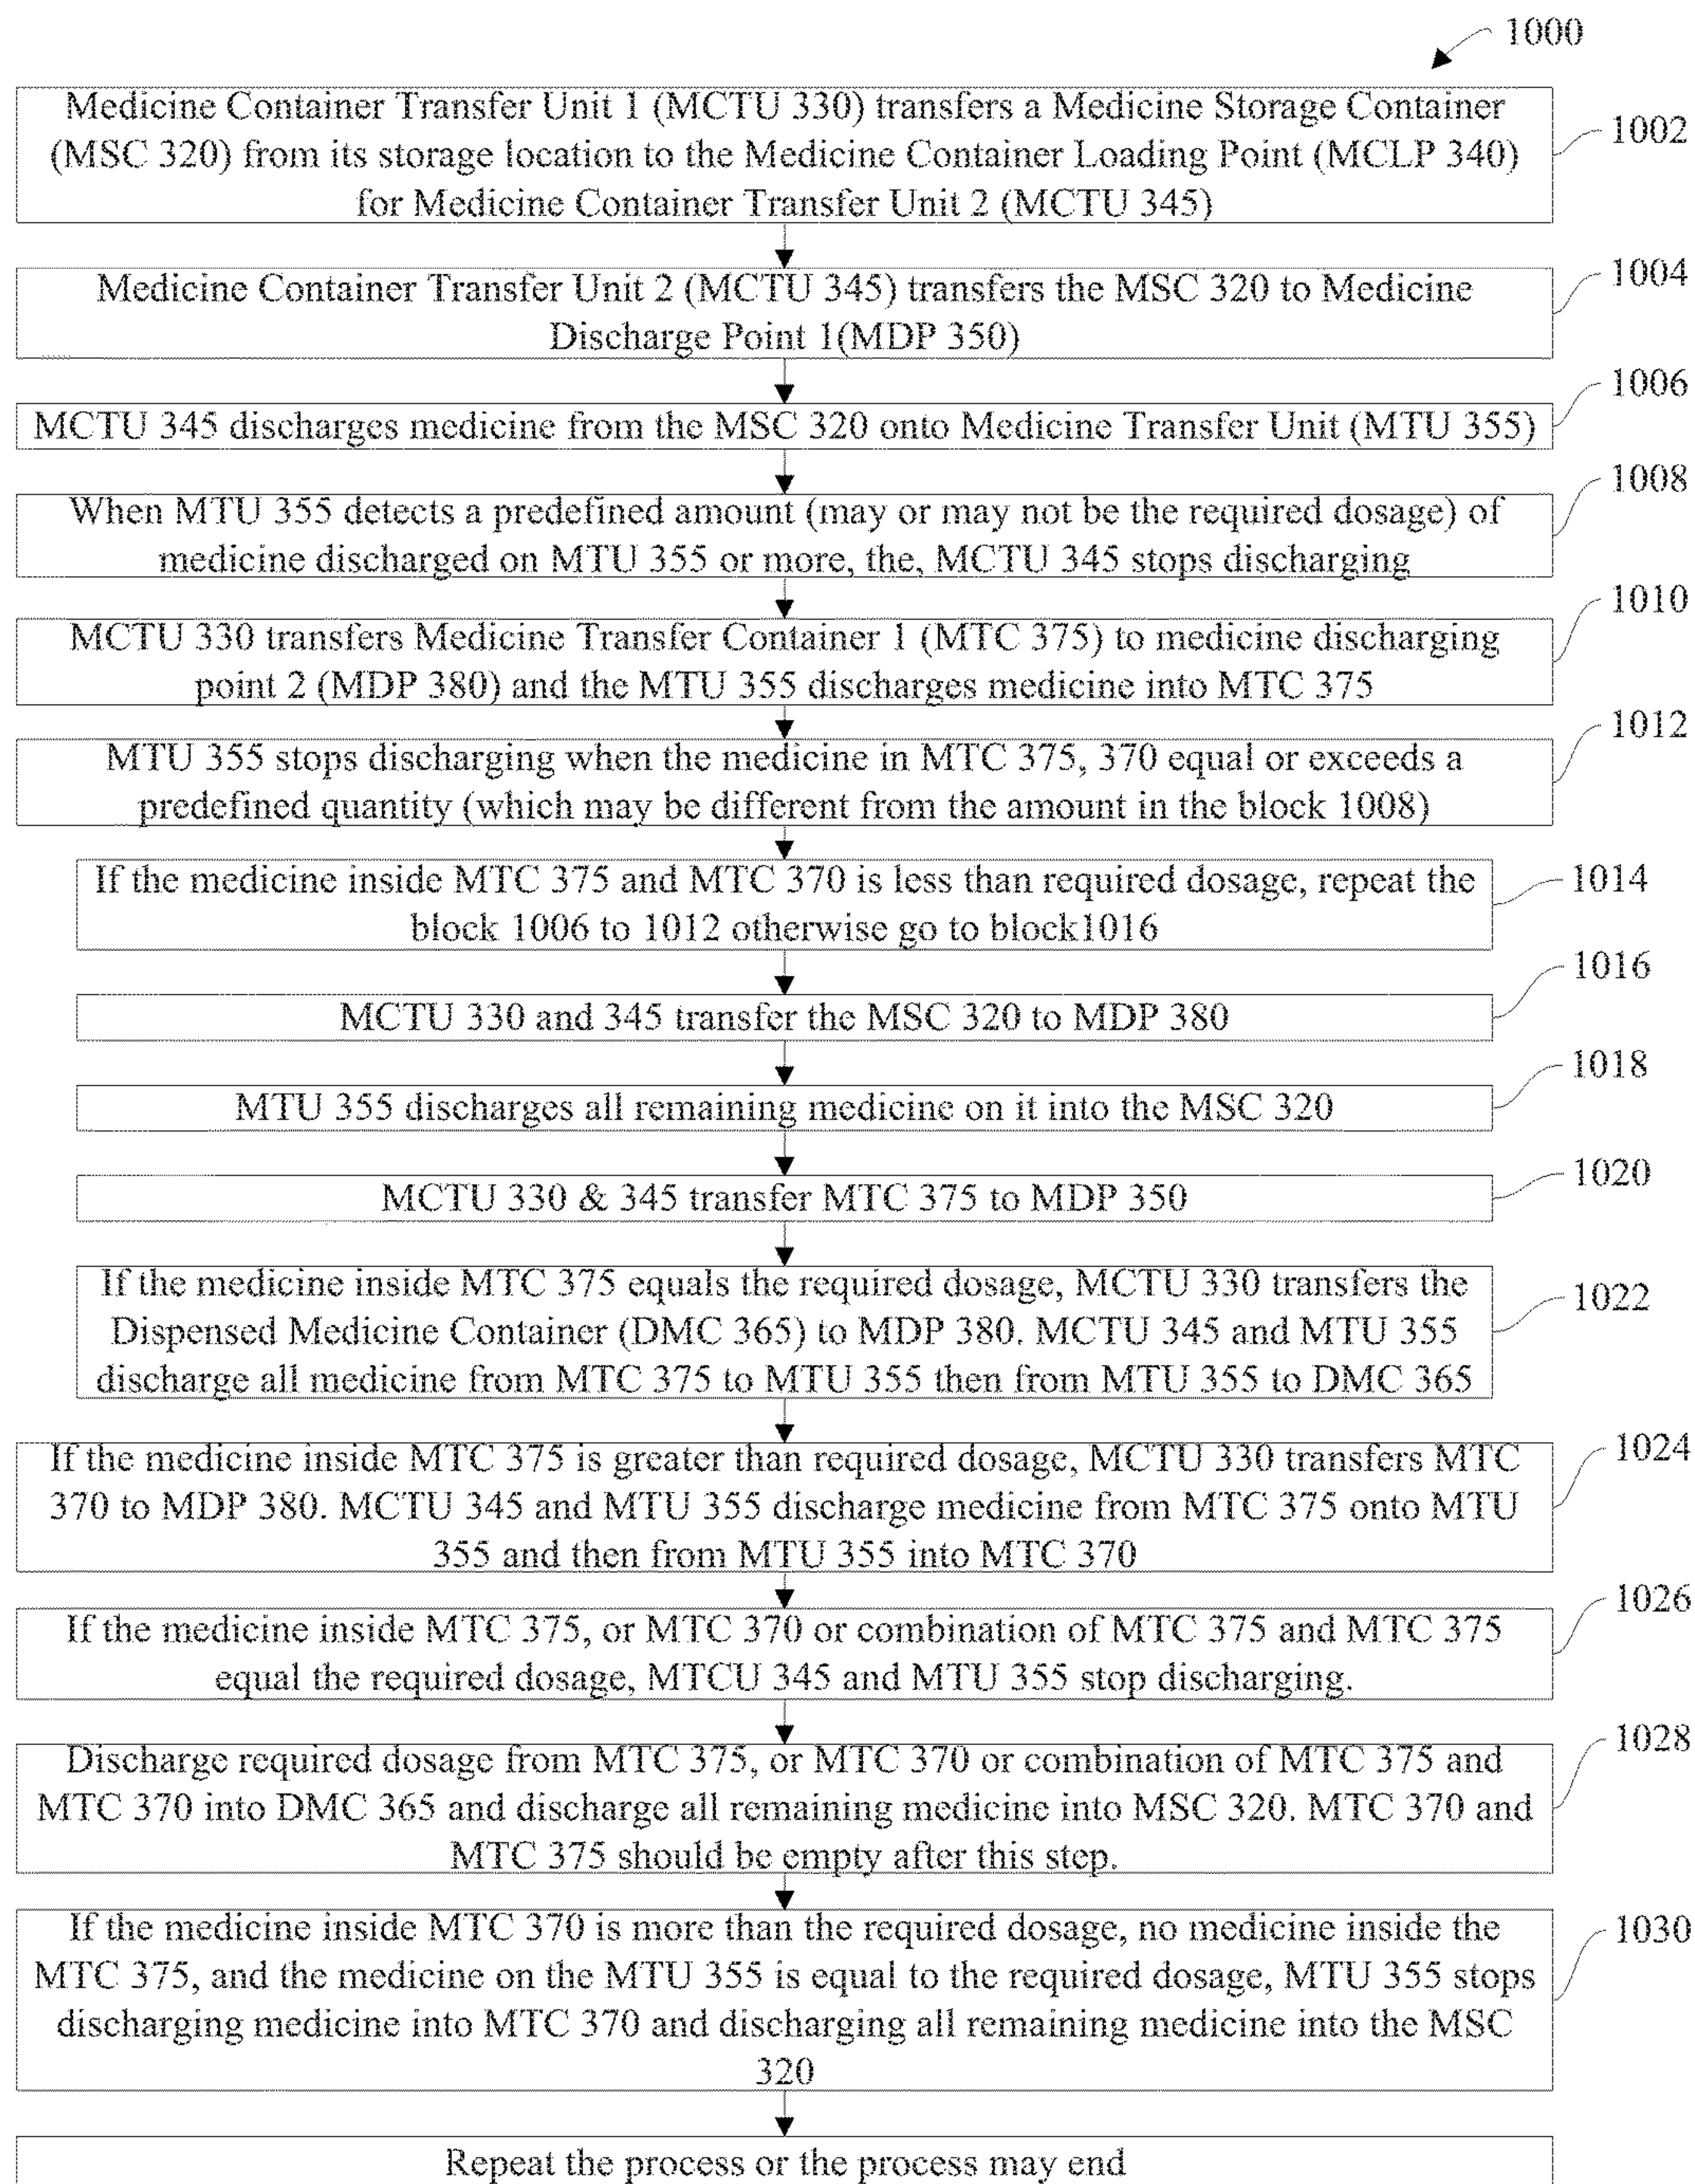 1000
Medicine Container Transfer Unit 1 (MCTU 330) transfers a Medicine Storage Container
(MSC 320) from its storage location to the Medicine Container Loading Point (MCLP 340)
for Medicine Container Transfer Unit 2 (MCTU 345)
1002
Medicine Container Transfer Unit 2 (MCTU 345) transfers the MSC 320 to Medicine
Discharge Point 1(MDP 350)
1004
MCTU 345 discharges medicine from the MSC 320 onto Medicine Transfer Unit (MTU 355)
1006
When MTU 355 detects a predefined amount (may or may not be the required dosage) of
medicine discharged on MTU 355 or more, the, MCTU 345 stops discharging
1008
MCTU 330 transfers Medicine Transfer Container 1 (MTC 375) to medicine discharging
point 2 (MDP 380) and the MTU 355 discharges medicine into MTC 375
1010
MTU 355 stops discharging when the medicine in MTC 375, 370 equal or exceeds a
predefined quantity (which may be different from the amount in the block 1008)
1012
If the medicine inside MTC 375 and MTC 370 is less than required dosage, repeat the
block 1006 to 1012 otherwise go to block1016
1014
MCTU 330 and 345 transfer the MSC 320 to MDP 380
1016
MTU 355 discharges all remaining medicine on it into the MSC 320
1018
MCTU 330 & 345 transfer MTC 375 to MDP 350
1020
If the medicine inside MTC 375 equals the required dosage, MCTU 330 transfers the
Dispensed Medicine Container (DMC 365) to MDP 380. MCTU 345 and MTU 355
discharge all medicine from MTC 375 to MTU 355 then from MTU 355 to DMC 365
1022
If the medicine inside MTC 375 is greater than required dosage, MCTU 330 transfers MTC
370 to MDP 380. MCTU 345 and MTU 355 discharge medicine from MTC 375 onto MTU
355 and then from MTU 355 into MTC 370
1024
If the medicine inside MTC 375, or MTC 370 or combination of MTC 375 and MTC 375
equal the required dosage, MTCU 345 and MTU 355 stop discharging.
1026
Discharge required dosage from MTC 375, or MTC 370 or combination of MTC 375 and
MTC 370 into DMC 365 and discharge all remaining medicine into MSC 320. MTC 370 and
MTC 375 should be empty after this step.
1028
If the medicine inside MTC 370 is more than the required dosage, no medicine inside the
MTC 375, and the medicine on the MTU 355 is equal to the required dosage, MTU 355 stops
discharging medicine into MTC 370 and discharging all remaining medicine into the MSC
320
1030
Repeat the process or the process may end